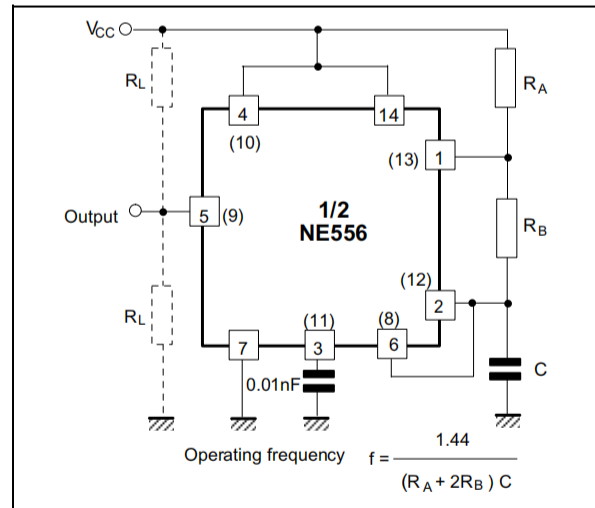 VCC
RL
RA
4
14
(10)
(13)
1
1/2
NE556
Output
5
(9)
RB
(12)
2
RL
(11)
(8)
7
3
6
0.01nF
C
Operating frequency f = 1.44
(RA + 2RB) C